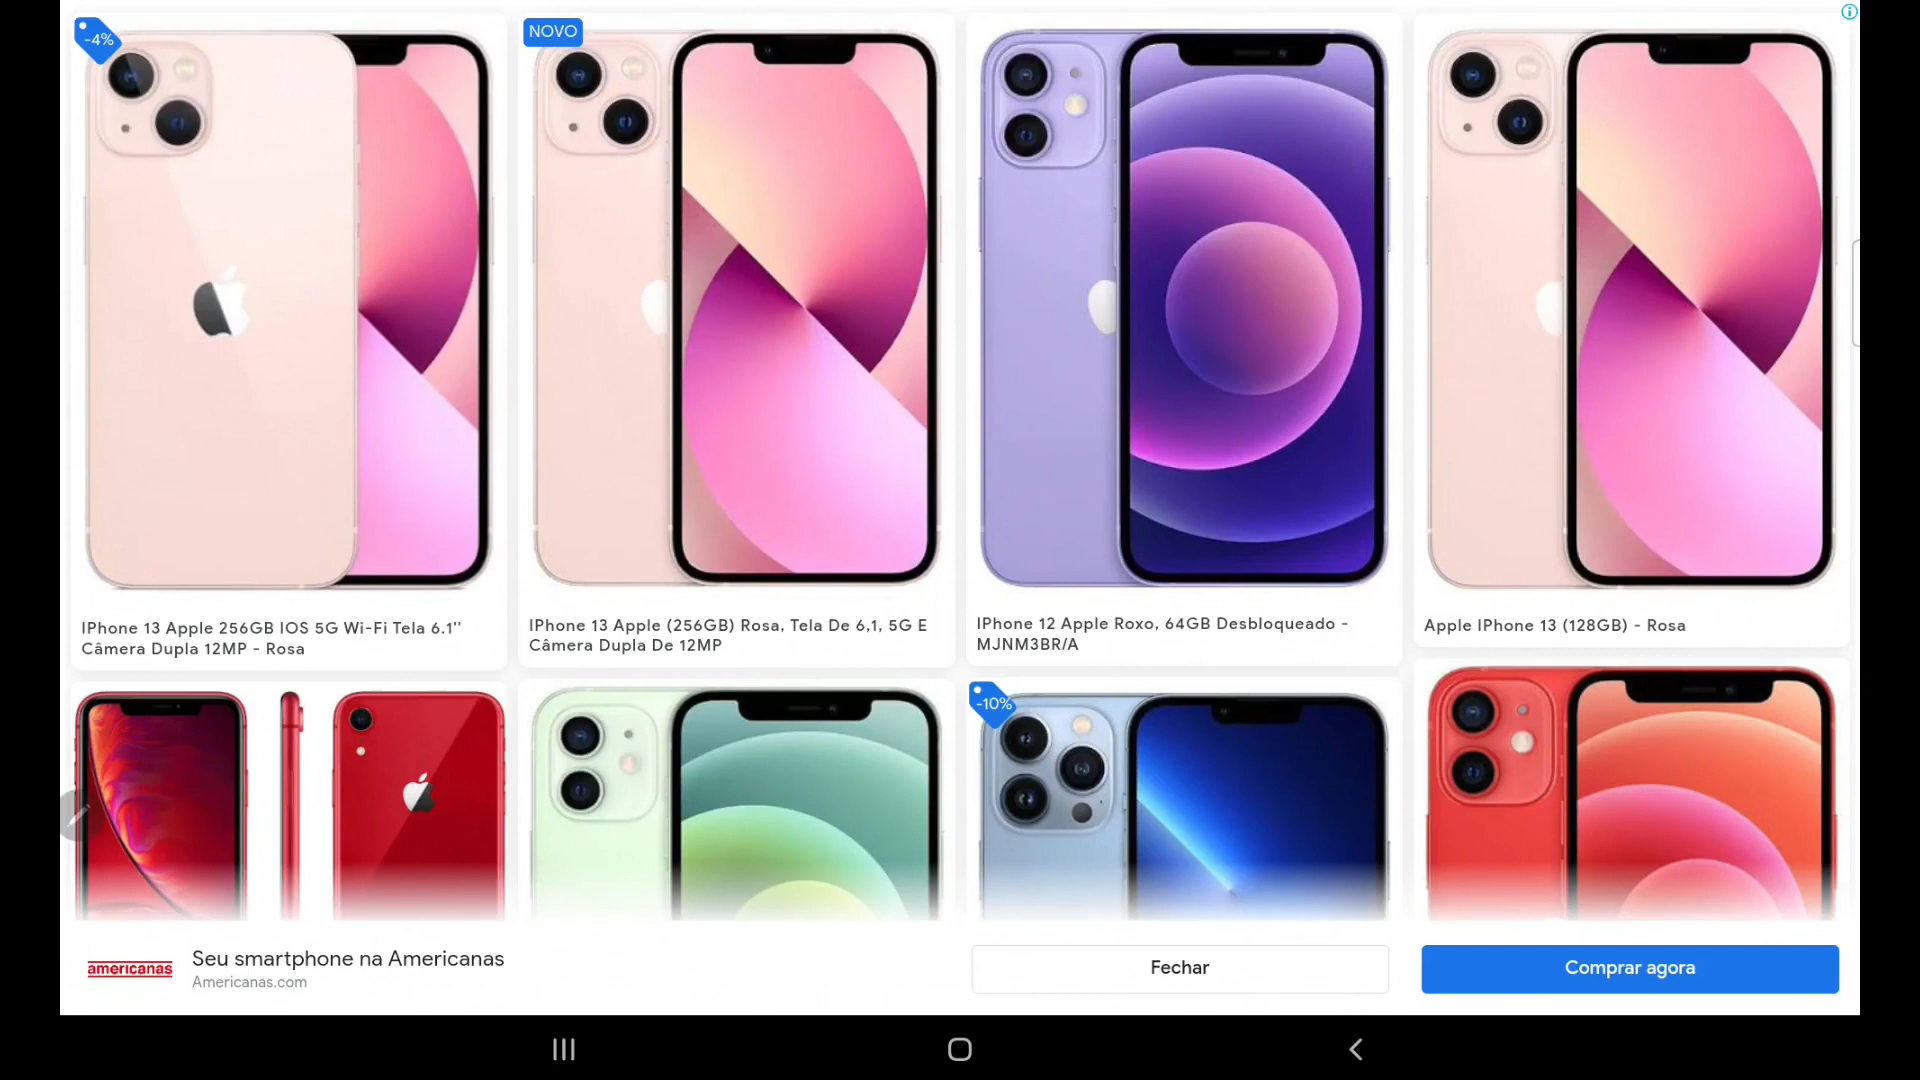 -4%
NOVO
IPhone 13 Apple 256GB IOS 5G Wi-Fi Tela 6.1''
Câmera Dupla 12MP - Rosa
IPhone 13 Apple (256GB) Rosa, Tela De 6,1, 5G E
Câmera Dupla De 12MP
IPhone 12 Apple Roxo, 64GB Desbloqueado -
MJNM3BR/A
Apple IPhone 13 (128GB) - Rosa
-10%
americanas
Seu smartphone na Americanas
Americanas.com
Fechar
Comprar agora